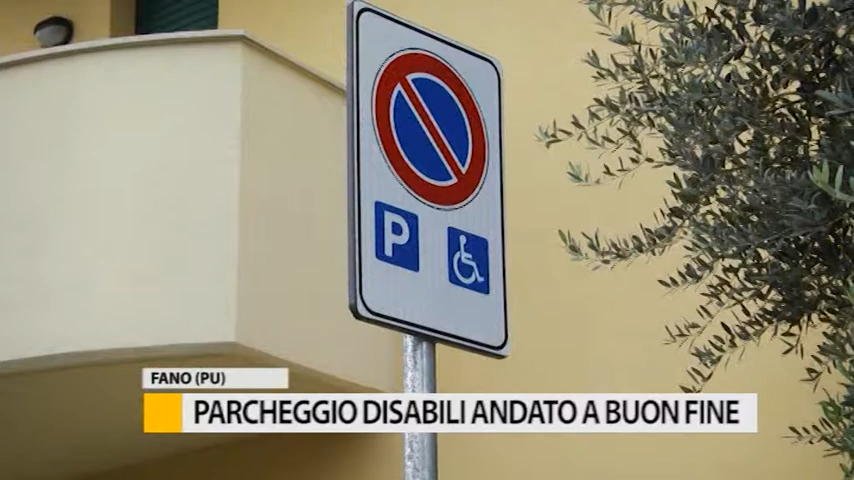 P
FANO (PU)
PARCHEGGIO DISABILI ANDATO A BUON FINE